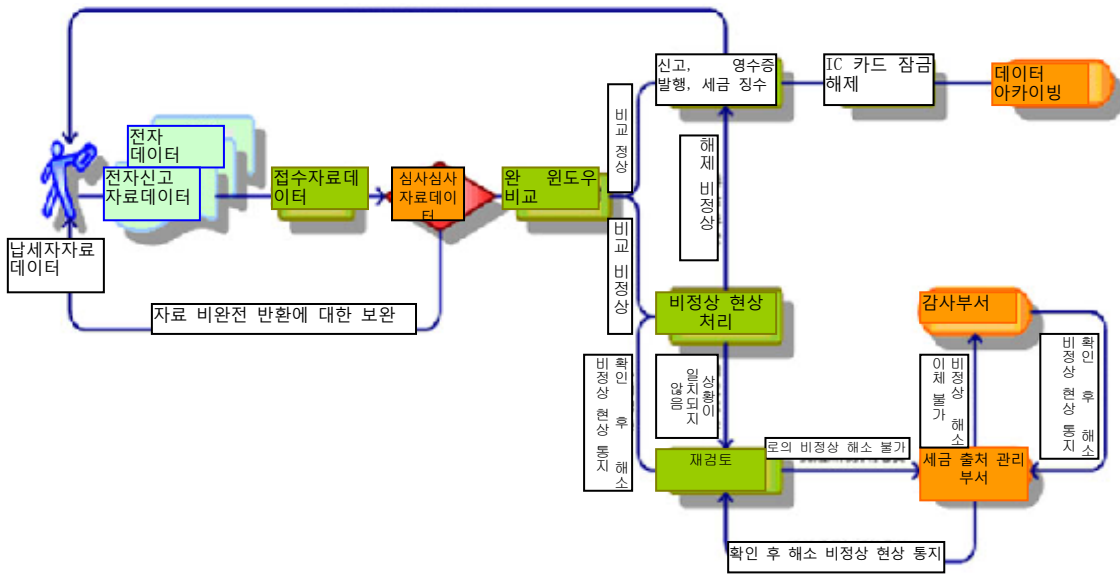 신고, 영수증
발행, 세금 징수
IC 카드 잠금
해제
데이터
아카이빙
비교 정상
전자
데이터
전자신고
자료데이터
접수자료데
이터
심사심사
자료데이터
완 윈도우
비교
해제 비정상
비교 비정상
납세자자료
데이터
자료 비완전 반환에 대한 보완
비정상 현상
처리
감사부서
확인 후 해소
비정상 현상 통지
상황이
일치되지
않음
비정상 해소
이체 불가
확인 후 해소
비정상 현상 통지
재검토
로의 비정상 해소 불가
세금 출처 관리
부서
확인 후 해소 비정상 현상 통지